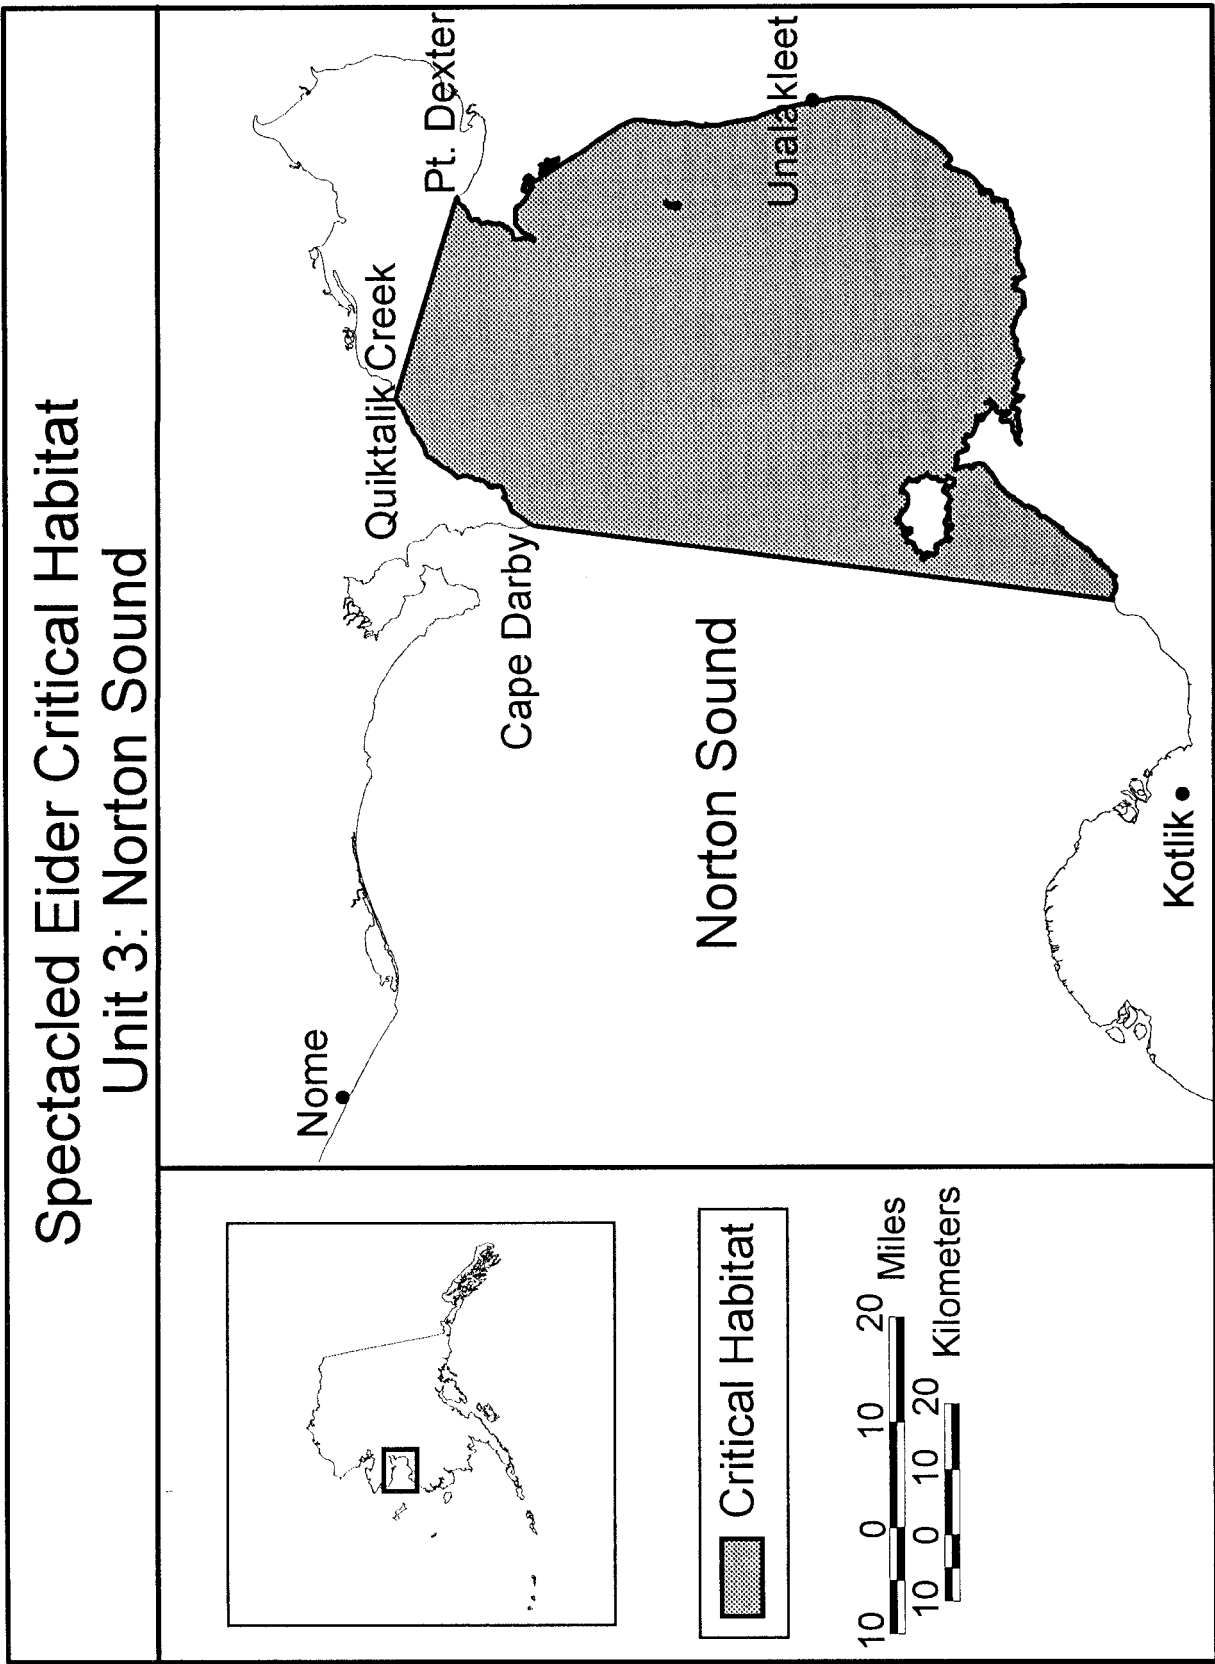 Spectacled Eider Critical Habitat
Unit 3: Norton Sound
Nome
Quiktalik Creek
Pt. Dexter
Cape Darby
Norton Sound
Unalakleet
Kotlik
Critical Habitat
10 0 10 20 Miles
10 0 10 20 Kilometers